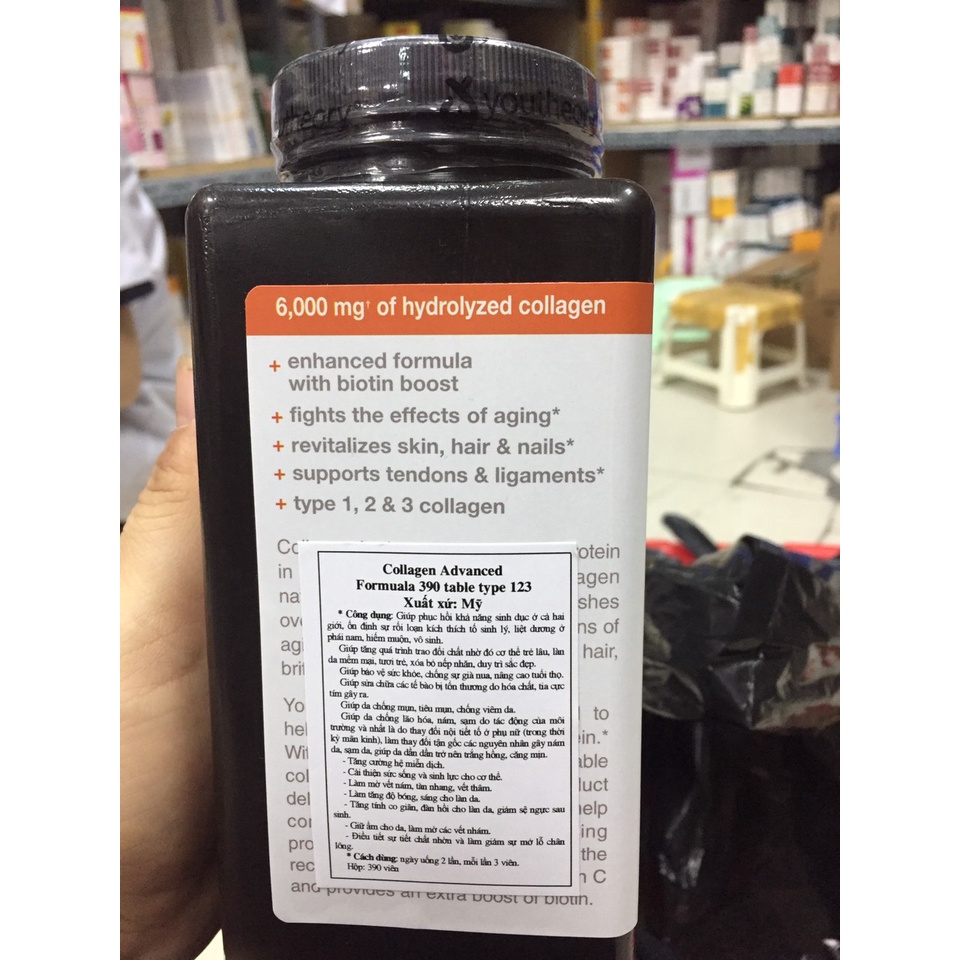 youtheory
6,000 mg† of hydrolyzed collagen
+ enhanced formula
with biotin boost
+ fights the effects of aging*
+ revitalizes skin, hair & nails*
+ supports tendons & ligaments*
+ type 1, 2 & 3 collagen
Collagen Advanced
Formuala 390 table type 123
Xuất xứ: Mỹ
* Công dụng: Giúp phục hồi khả năng sinh dục ở cả hai
giới, ổn định sự rối loạn kích thích tố sinh lý, liệt dương ở
phái nam, hiếm muộn, vô sinh.
Giúp tăng quá trình trao đổi chất nhờ đó cơ thể trẻ lâu, làn
da mềm mại, tươi trẻ, xóa bỏ nếp nhăn, duy trì sắc đẹp.
Giúp bảo vệ sức khỏe, chống sự già nua, nâng cao tuổi thọ.
Giúp sửa chữa các tế bào bị tổn thương do hóa chất, tia cực
tím gây ra.
Giúp da chống mụn, tiêu mụn, chống viêm da.
Giúp da chống lão hóa, nám, sạm do tác động của môi
trường và nhất là do thay đổi nội tiết tố ở phụ nữ (trong thời
kỳ mãn kinh), làm thay đổi tận gốc các nguyên nhân gây nám
da, sạm da, giúp da dần dần trở nên trắng hồng, căng mịn.
- Tăng cường hệ miễn dịch.
- Cải thiện sức sống và sinh lực cho cơ thể.
- Làm mờ vết nám, tàn nhang, vết thâm.
- Làm tăng độ bóng, sáng cho làn da.
- Tăng tính co giãn, đàn hồi cho làn da, giảm sệ ngực sau
sinh.
- Giữ ẩm cho da, làm mờ các vết nhám.
- Điều tiết sự tiết chất nhờn và làm giảm sự mở lỗ chân
lông.
* Cách dùng: ngày uống 2 lần, mỗi lần 3 viên.
Hộp: 390 viên
and provides an extra boost of biotin.